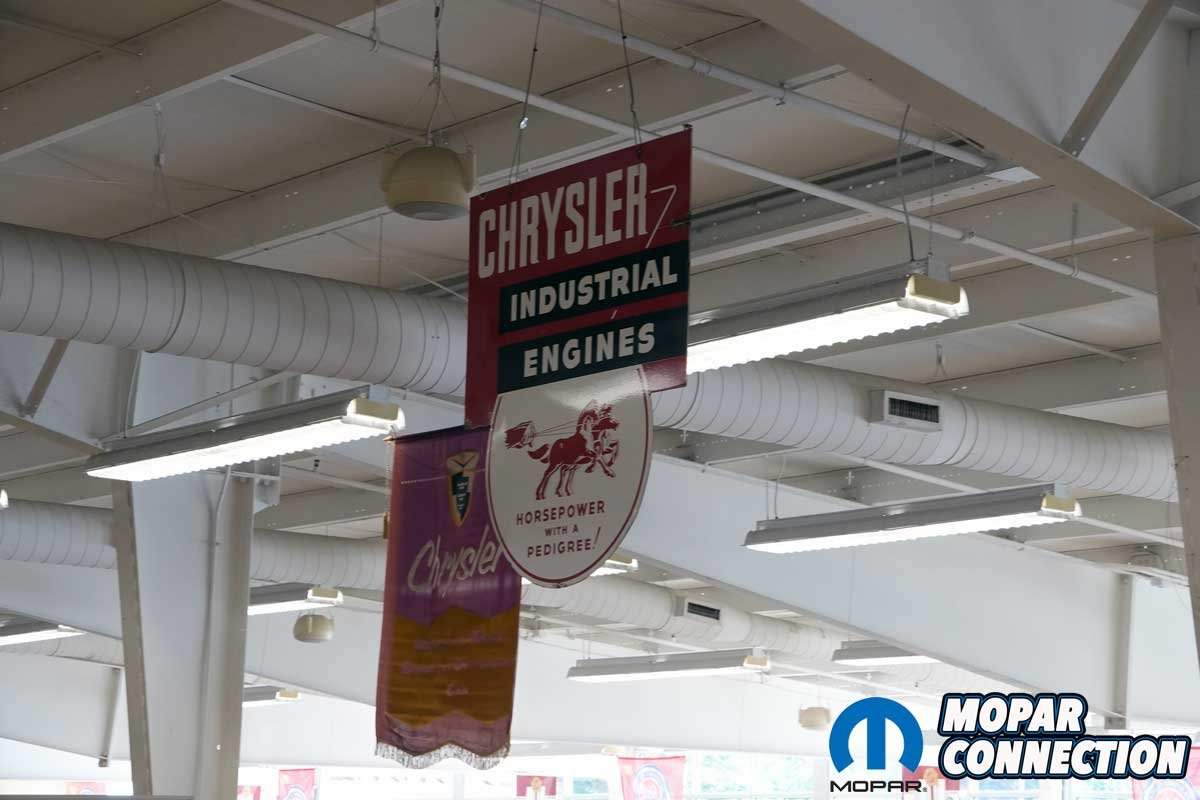 CHRYSLER
INDUSTRIAL
ENGINES
HORSEPOWER
WITH A
PEDIGREE!
Chrysler
MOPAR
CONNECTION
MOPAR